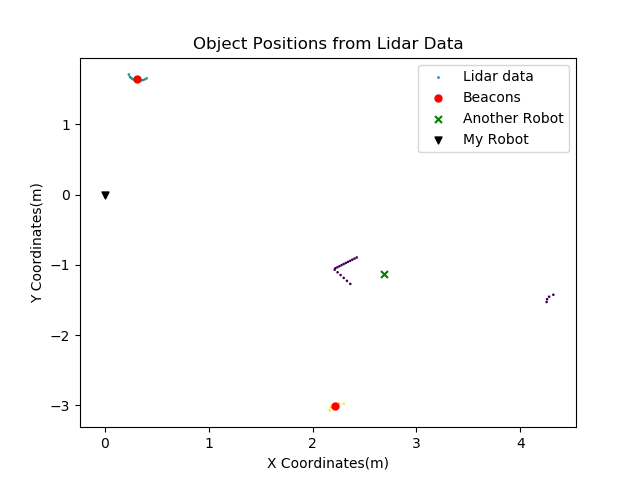 Object Positions from Lidar Data
Lidar data
Beacons
Another Robot
My Robot
1
0
−1
−2
−3
Y Coordinates(m)
0 1 2 3 4
X Coordinates(m)